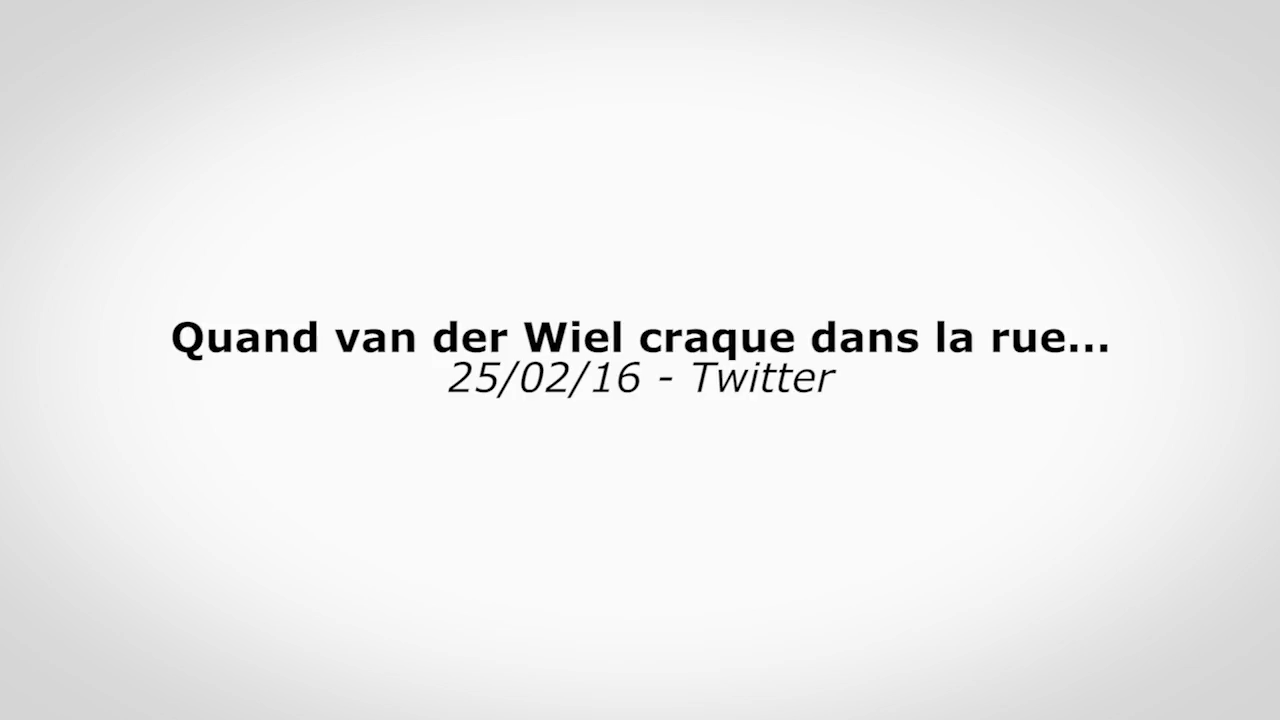 Quand van der Wiel craque dans la rue...
25/02/16 - Twitter